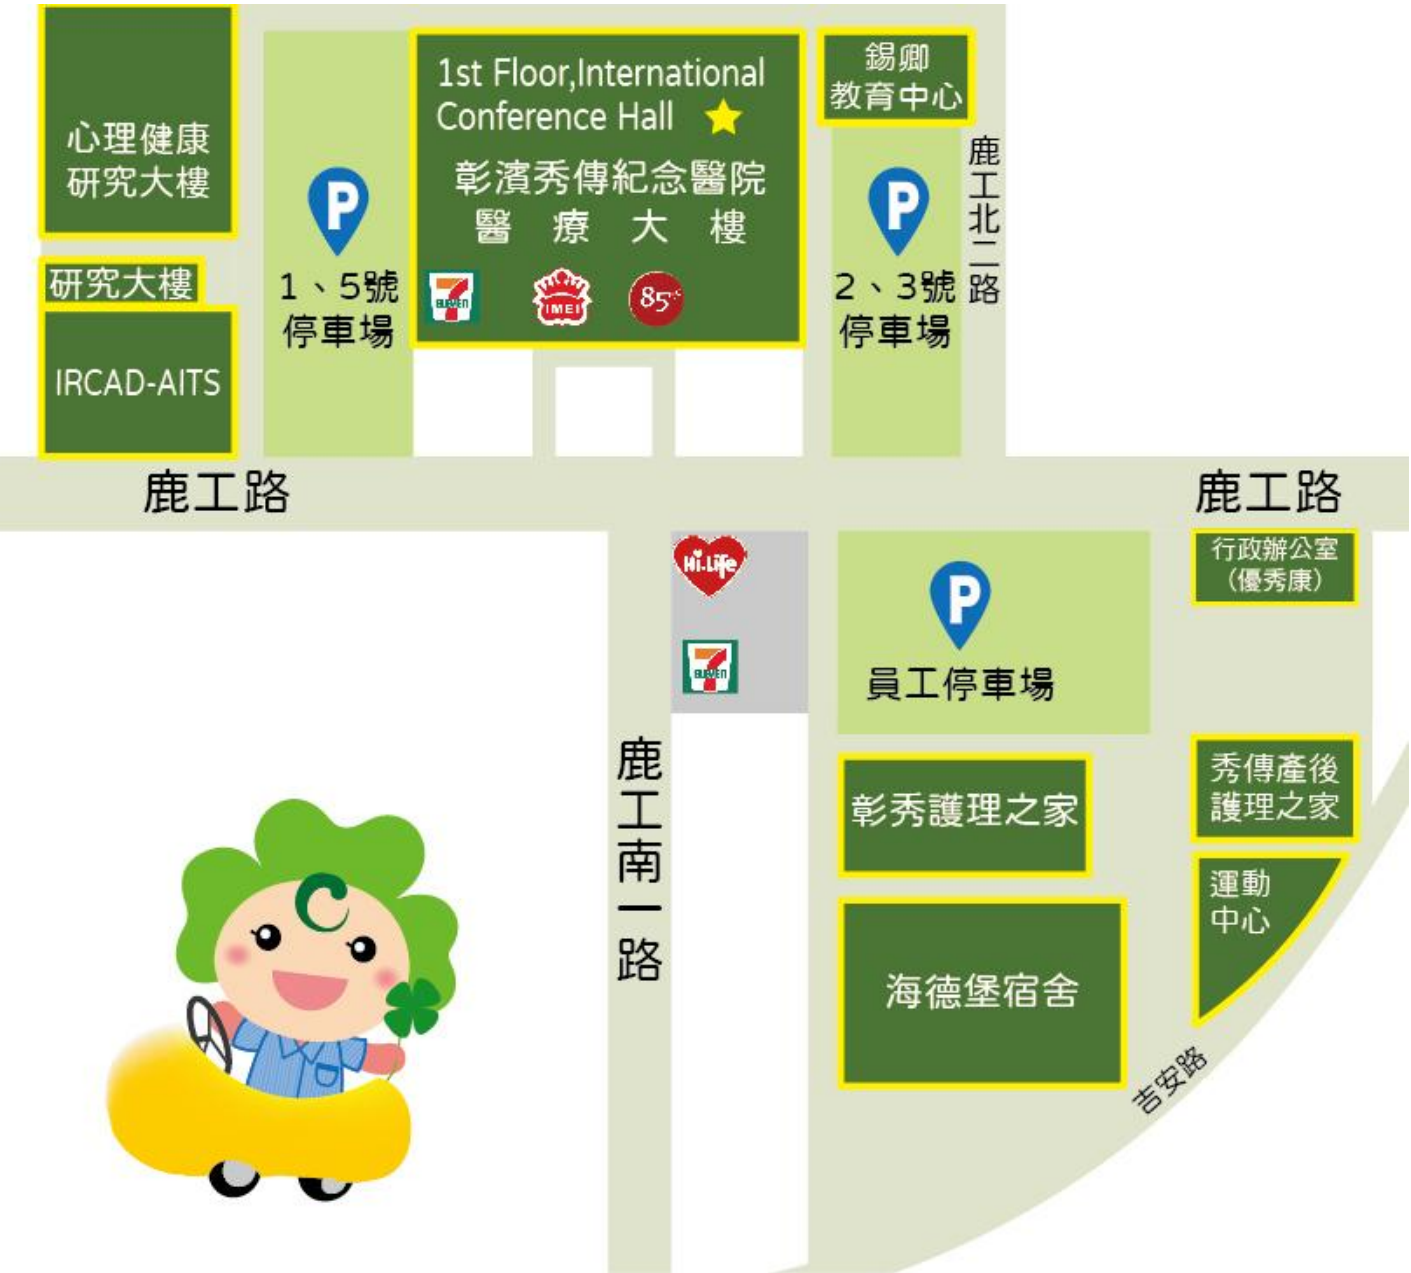 心理健康
研究大樓
研究大樓
IRCAD-AITS
P
1、5號
停車場
1st Floor,International
Conference Hall
彰濱秀傳紀念醫院
醫療大樓
ELEVEN
IMEI
85°C
錫卿
教育中心
P
2、3號
停車場
鹿工北二路
鹿工路
鹿工路
Hi-Life
ELEVEN
鹿工南一路
P
員工停車場
行政辦公室
(優秀康)
彰秀護理之家
秀傳產後
護理之家
運動
中心
海德堡宿舍
吉安路
C